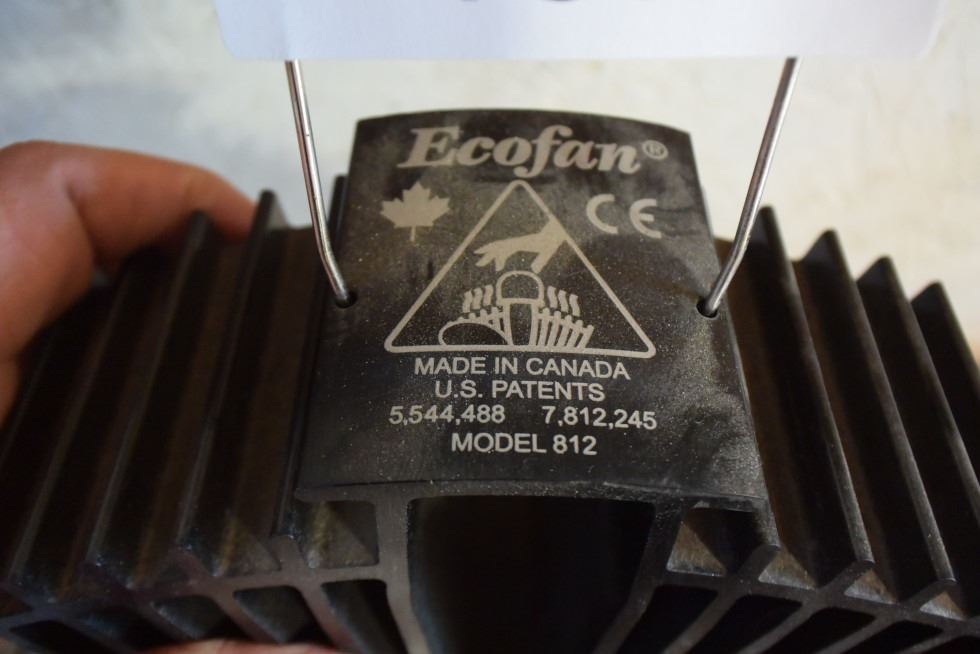 Ecofan®
CE
MADE IN CANADA
U.S. PATENTS
5,544,488 7,812,245
MODEL 812